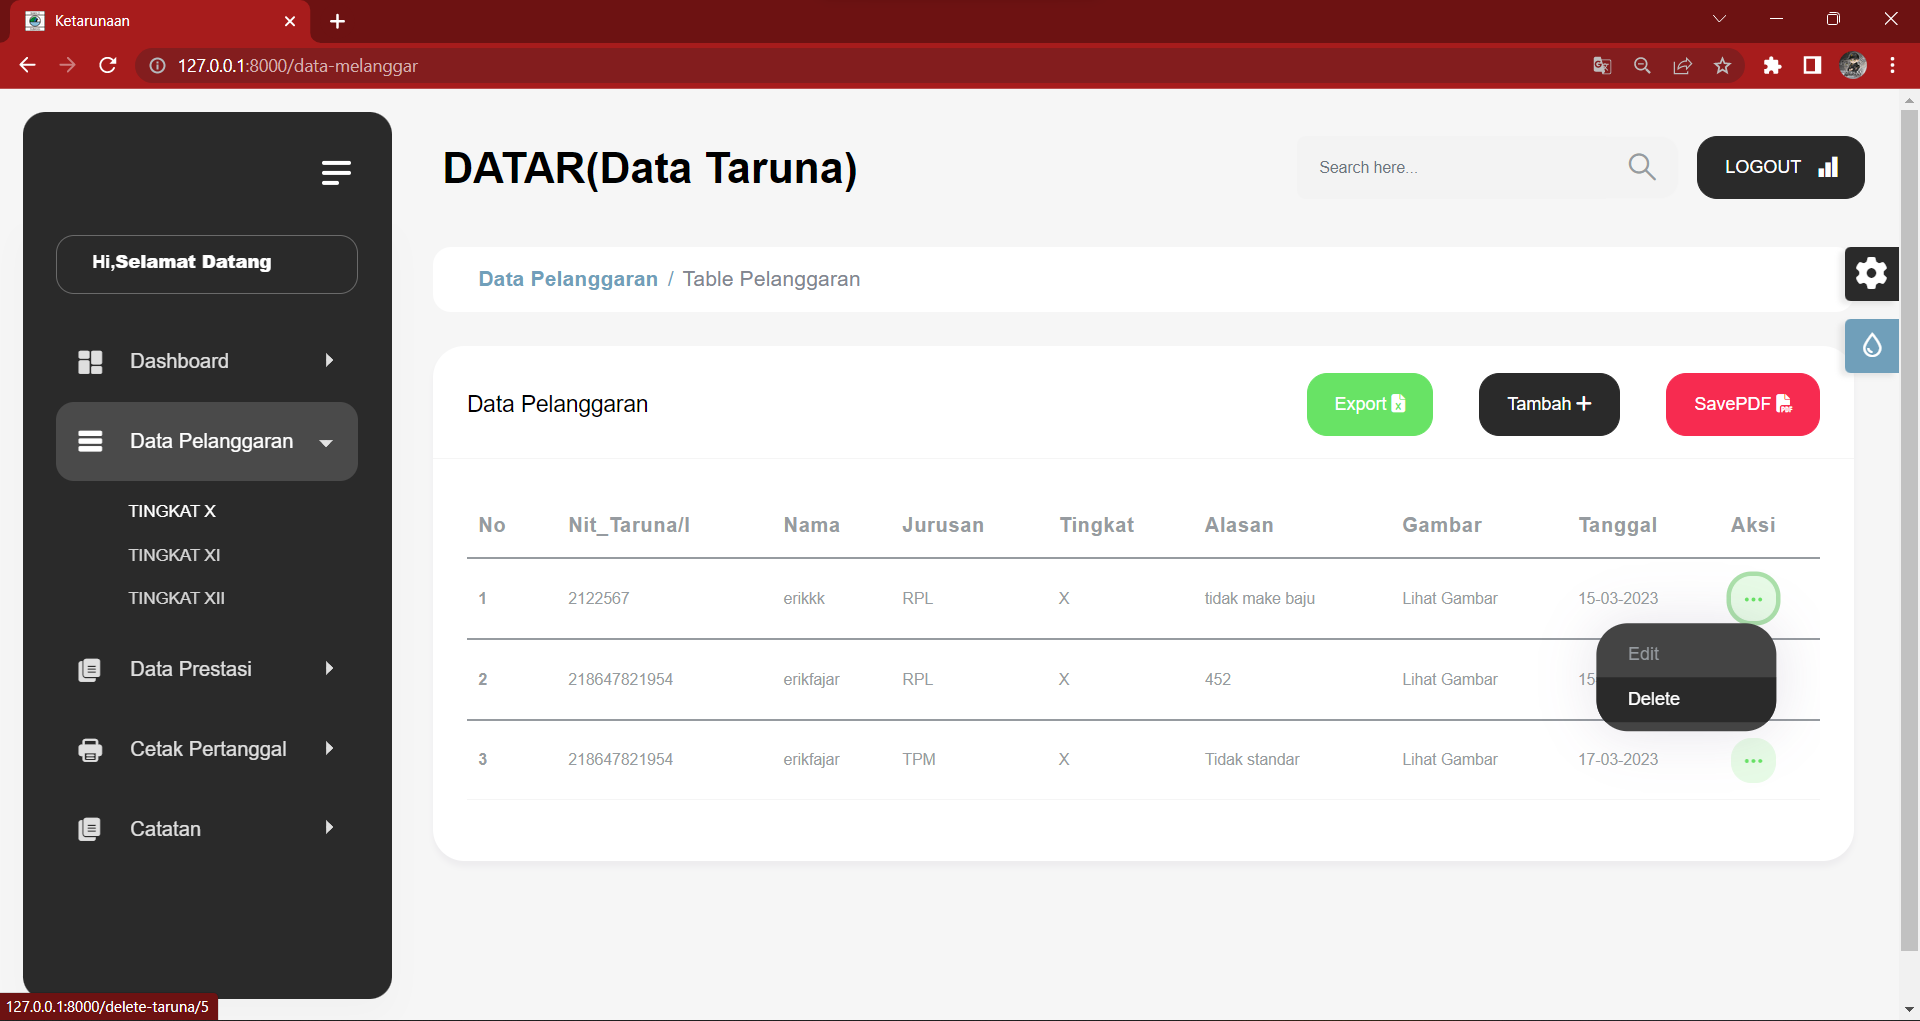 Ketarunaan
127.0.0.1:8000/data-melanggar
DATAR(Data Taruna)
Search here...
LOGOUT
Hi,Selamat Datang
Data Pelanggaran / Table Pelanggaran
Dashboard
Data Pelanggaran
TINGKAT X
TINGKAT XI
TINGKAT XII
Data Prestasi
Cetak Pertanggal
Catatan
Data Pelanggaran
Export
Tambah
SavePDF
No Nit_Taruna/I Nama Jurusan Tingkat Alasan Gambar Tanggal Aksi
1 2122567 erikkk RPL X tidak make baju Lihat Gambar 15-03-2023
Edit
Delete
2 218647821954 erikfajar RPL X 452 Lihat Gambar 15
3 218647821954 erikfajar TPM X Tidak standar Lihat Gambar 17-03-2023
127.0.0.1:8000/delete-taruna/5